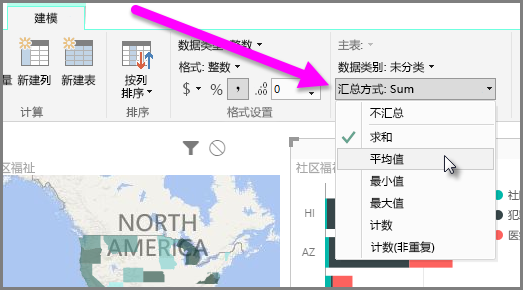 建模
数据类型: 整数
主表:
格式: 整数
数据类别: 未分类
$ % , .00 0
汇总方式: Sum
量 新建列 新建表 按列
排序
计算 排序 格式设置
不汇总
求和
平均值
最小值
最大值
计数
计数(非重复)
区福祉
社区福祉
NORTH
AMERICA
HI
AZ
社
犯
医